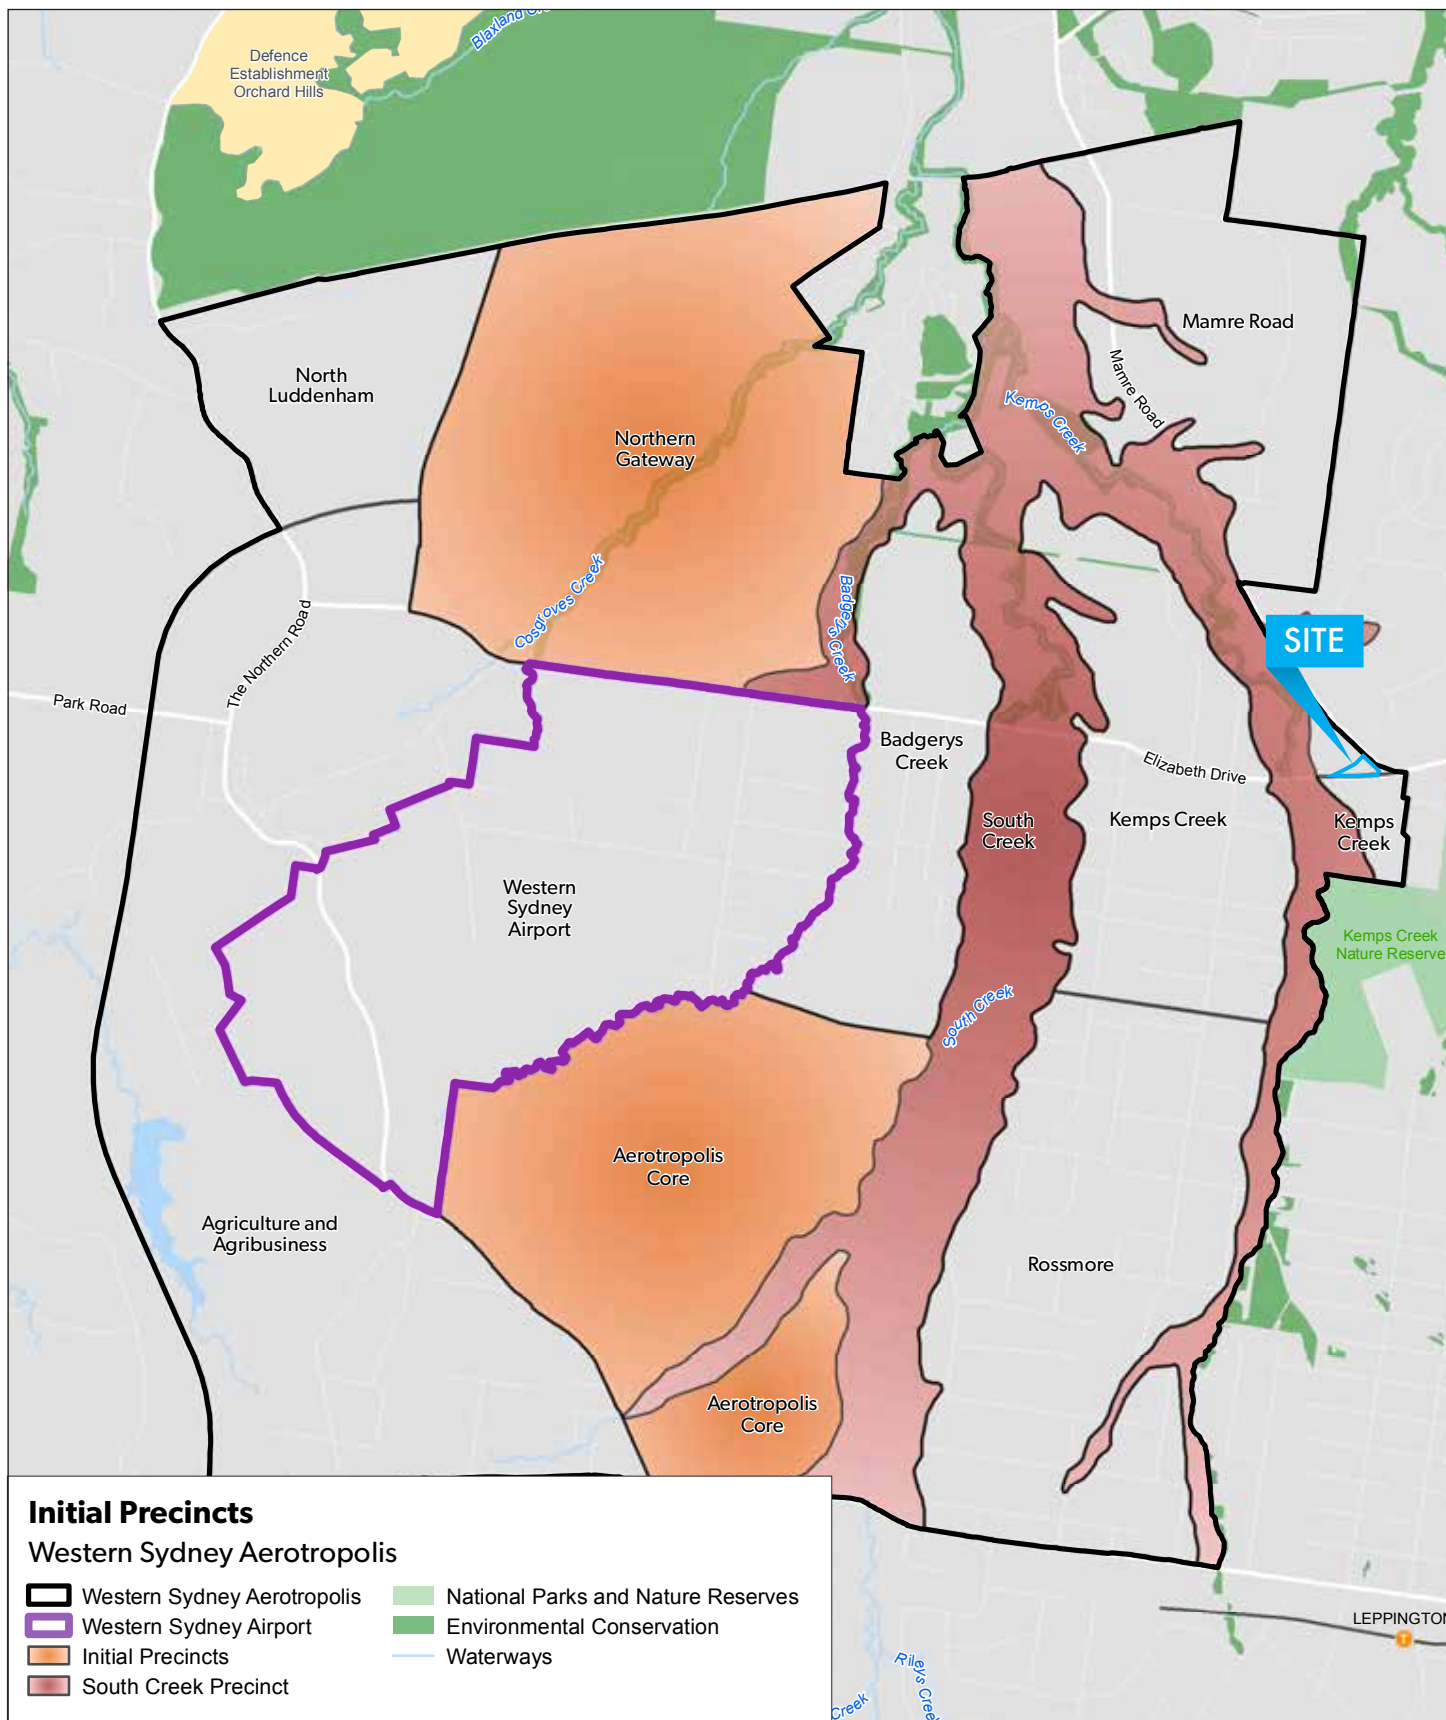 Blaxland Cr
Defence
Establishment
Orchard Hills
Mamre Road
North
Luddenham
Mamre Road
Kemps Creek
Northern
Gateway
Cosgroves Creek
Badgerys Creek
The Northern Road
SITE
Park Road
Badgerys
Creek
Elizabeth Drive
South
Creek
Kemps Creek
Kemps
Creek
Western
Sydney
Airport
Kemps Creek
Nature Reserve
South Creek
Aerotropolis
Core
Agriculture and
Agribusiness
Rossmore
Aerotropolis
Core
Initial Precincts
Western Sydney Aerotropolis
Western Sydney Aerotropolis
National Parks and Nature Reserves
Western Sydney Airport
Environmental Conservation
Initial Precincts
Waterways
South Creek Precinct
LEPPINGTON
T
Rileys Creek
Creek